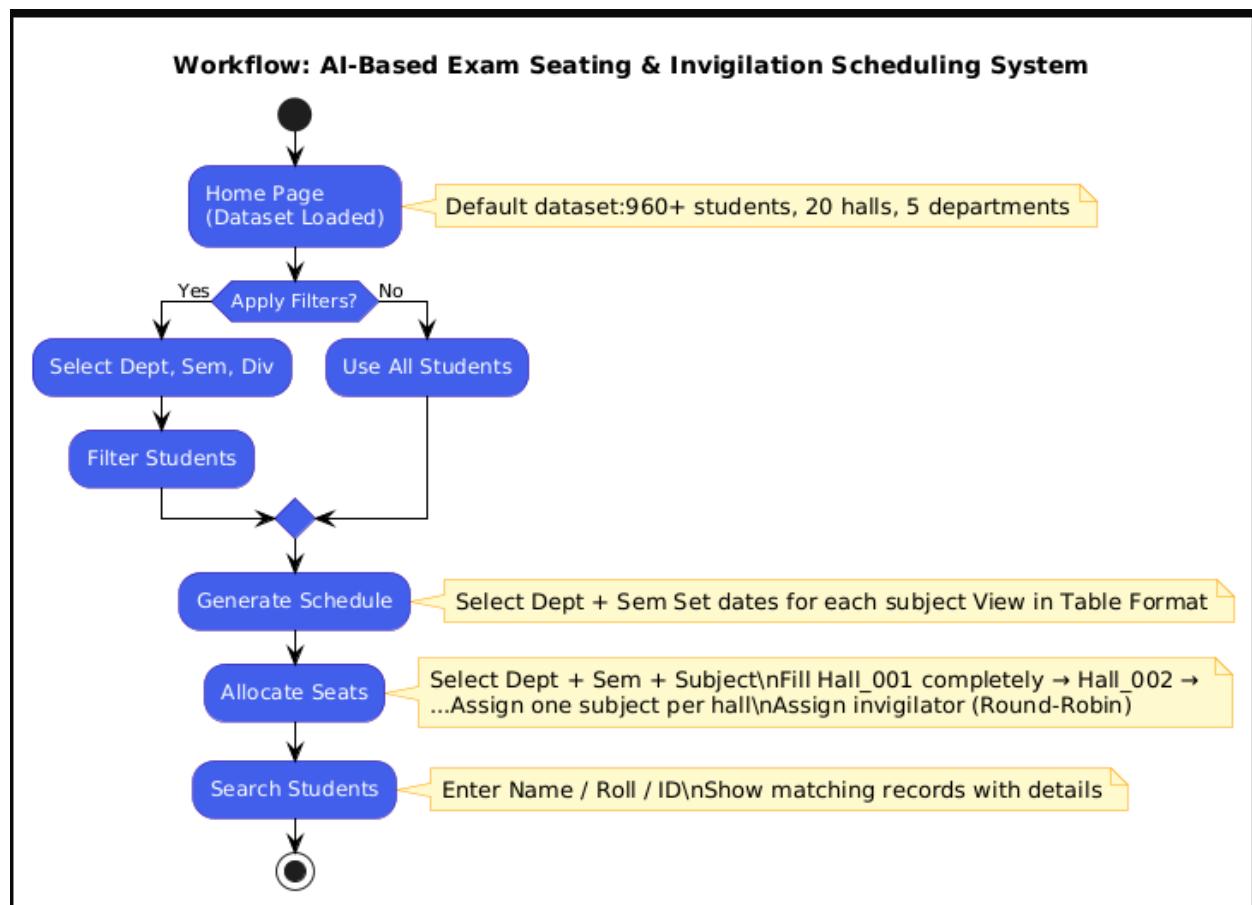 Workflow: AI-Based Exam Seating & Invigilation Scheduling System
Home Page
(Dataset Loaded)
Default dataset:960+ students, 20 halls, 5 departments
Yes
Apply Filters?
No
Select Dept, Sem, Div
Use All Students
Filter Students
Generate Schedule
Select Dept + Sem Set dates for each subject View in Table Format
Allocate Seats
Select Dept + Sem + Subject\nFill Hall_001 completely → Hall_002 →
...Assign one subject per hall\nAssign invigilator (Round-Robin)
Search Students
Enter Name / Roll / ID\nShow matching records with details